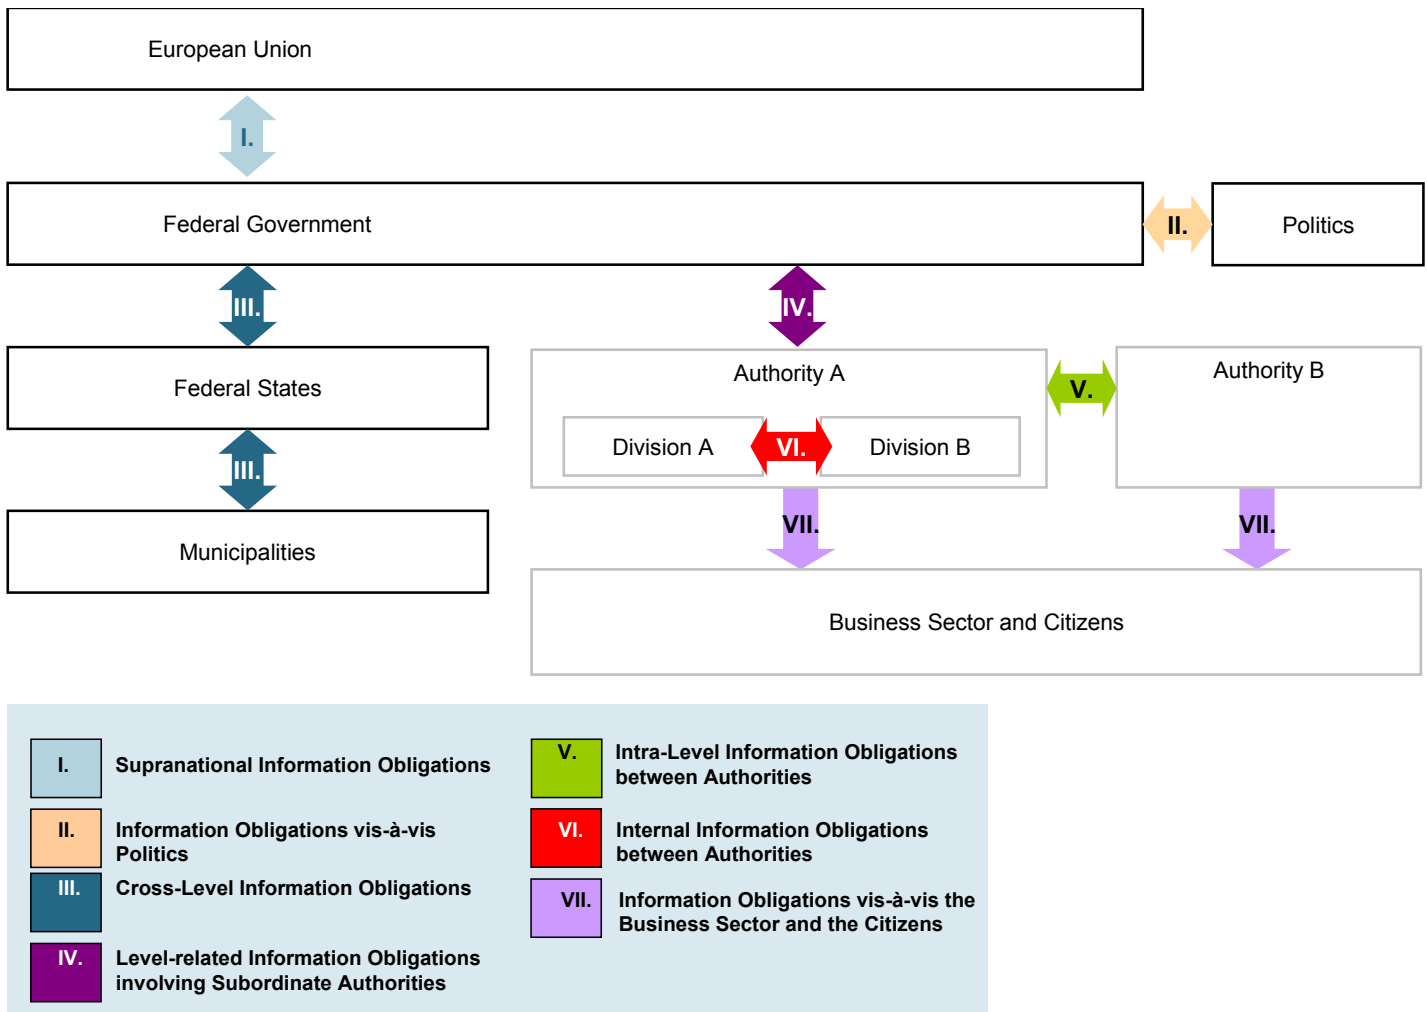 European Union
I.
Federal Government
II.
Politics
III.
IV.
Federal States
Authority A
V.
Authority B
Division A
VI.
Division B
III.
VII.
VII.
Municipalities
Business Sector and Citizens
I.
Supranational Information Obligations
II.
Information Obligations vis-à-vis
Politics
III.
Cross-Level Information Obligations
IV.
Level-related Information Obligations
involving Subordinate Authorities
V.
Intra-Level Information Obligations
between Authorities
VI.
Internal Information Obligations
between Authorities
VII.
Information Obligations vis-à-vis the
Business Sector and the Citizens